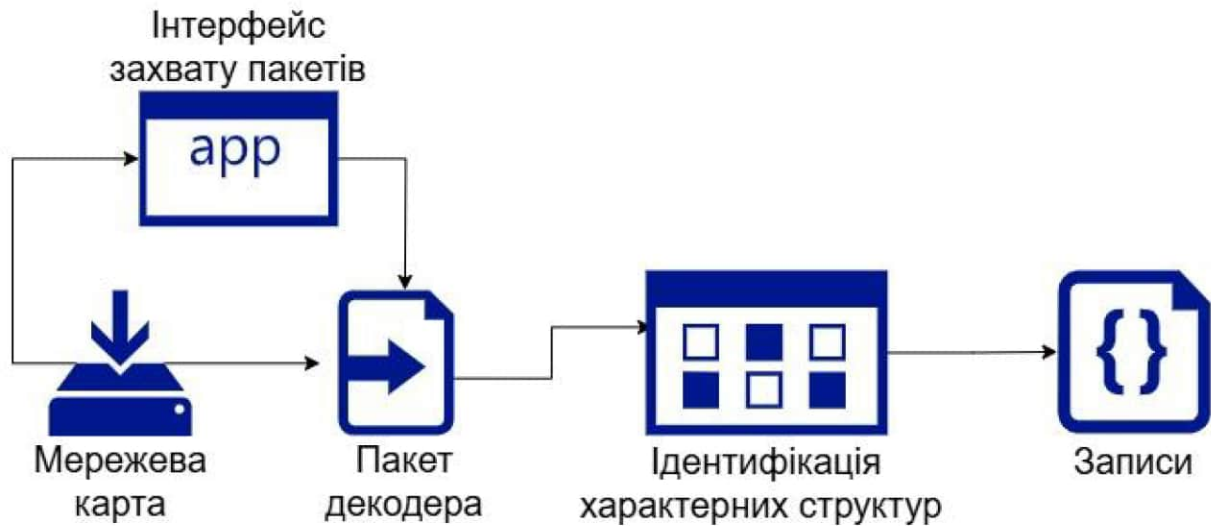 Інтерфейс
захвату пакетів
app
{}
Мережева
карта
Пакет
декодера
Ідентифікація
характерних структур
Записи